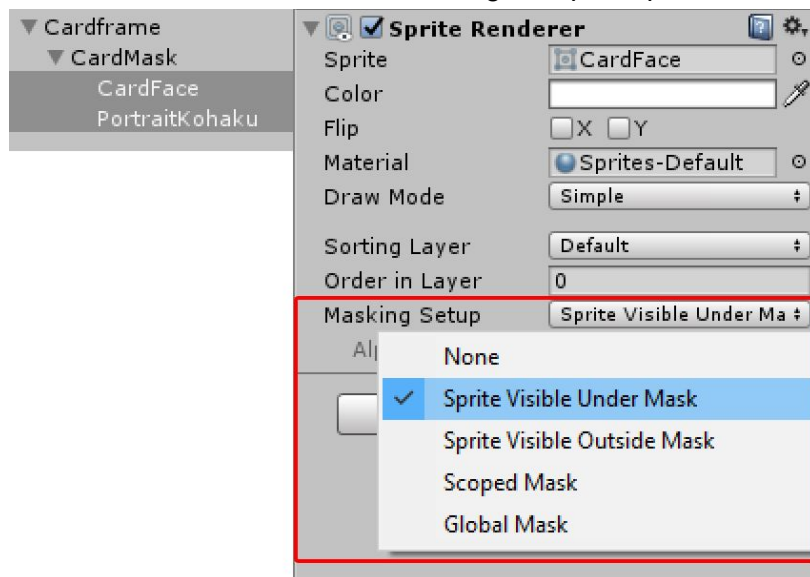 Cardframe
CardMask
CardFace
PortraitKohaku
Sprite Renderer
Sprite CardFace
Color
Flip X Y
Material Sprites-Default
Draw Mode Simple
Sorting Layer Default
Order in Layer 0
Masking Setup Sprite Visible Under Ma
None
Sprite Visible Under Mask
Sprite Visible Outside Mask
Scoped Mask
Global Mask